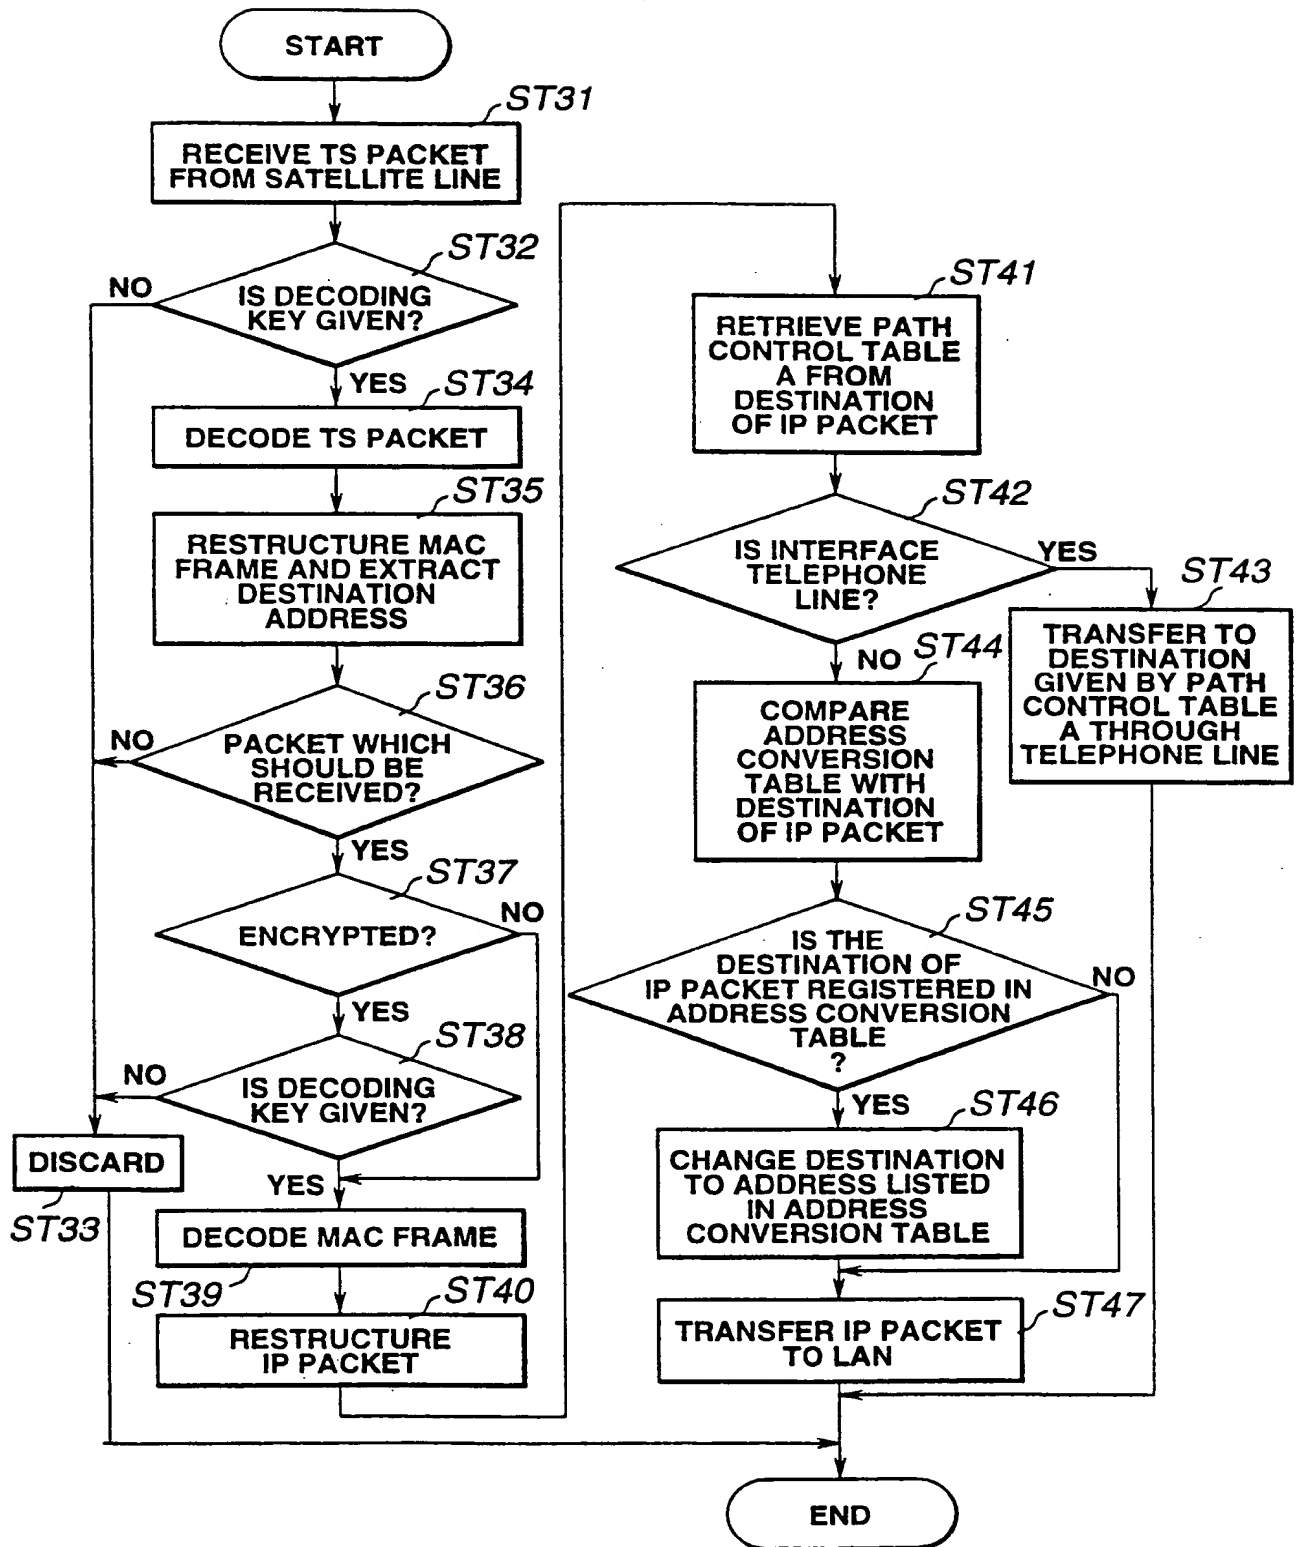 START
ST31
RECEIVE TS PACKET
FROM SATELLITE LINE
ST32
NO
IS DECODING
KEY GIVEN?
YES
ST34
DECODE TS PACKET
ST35
RESTRUCTURE MAC
FRAME AND EXTRACT
DESTINATION
ADDRESS
ST36
NO
PACKET WHICH
SHOULD BE
RECEIVED?
YES
ST37
NO
ENCRYPTED?
YES
ST38
NO
IS DECODING
KEY GIVEN?
DISCARD
ST33
YES
DECODE MAC FRAME
ST39
ST40
RESTRUCTURE
IP PACKET
ST41
RETRIEVE PATH
CONTROL TABLE
A FROM
DESTINATION
OF IP PACKET
ST42
IS INTERFACE
TELEPHONE
LINE?
YES
ST43
TRANSFER TO
DESTINATION
GIVEN BY PATH
CONTROL TABLE
A THROUGH
TELEPHONE LINE
NO
ST44
COMPARE
ADDRESS
CONVERSION
TABLE WITH
DESTINATION
OF IP PACKET
ST45
IS THE
DESTINATION OF
IP PACKET REGISTERED IN
ADDRESS CONVERSION
TABLE
?
NO
YES
ST46
CHANGE DESTINATION
TO ADDRESS LISTED
IN ADDRESS
CONVERSION TABLE
ST47
TRANSFER IP PACKET
TO LAN
END